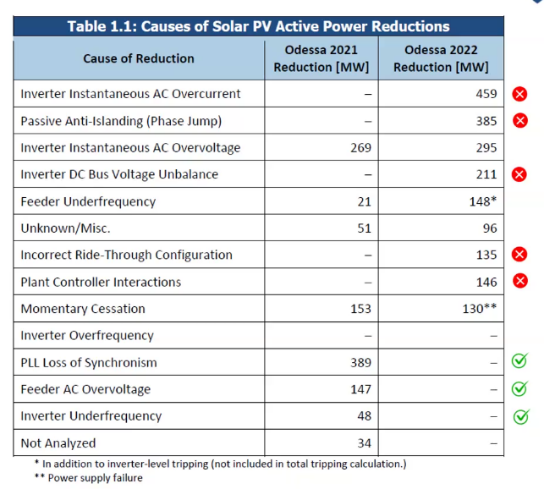 Table 1.1: Causes of Solar PV Active Power Reductions
Cause of Reduction Odessa 2021 Reduction [MW] Odessa 2022 Reduction [MW]
Inverter Instantaneous AC Overcurrent – 459
Passive Anti-Islanding (Phase Jump) – 385
Inverter Instantaneous AC Overvoltage 269 295
Inverter DC Bus Voltage Unbalance – 211
Feeder Underfrequency 21 148*
Unknown/Misc. 51 96
Incorrect Ride-Through Configuration – 135
Plant Controller Interactions – 146
Momentary Cessation 153 130**
Inverter Overfrequency – –
PLL Loss of Synchronism 389 –
Feeder AC Overvoltage 147 –
Inverter Underfrequency 48 –
Not Analyzed 34 –
* In addition to inverter-level tripping (not included in total tripping calculation.)
** Power supply failure